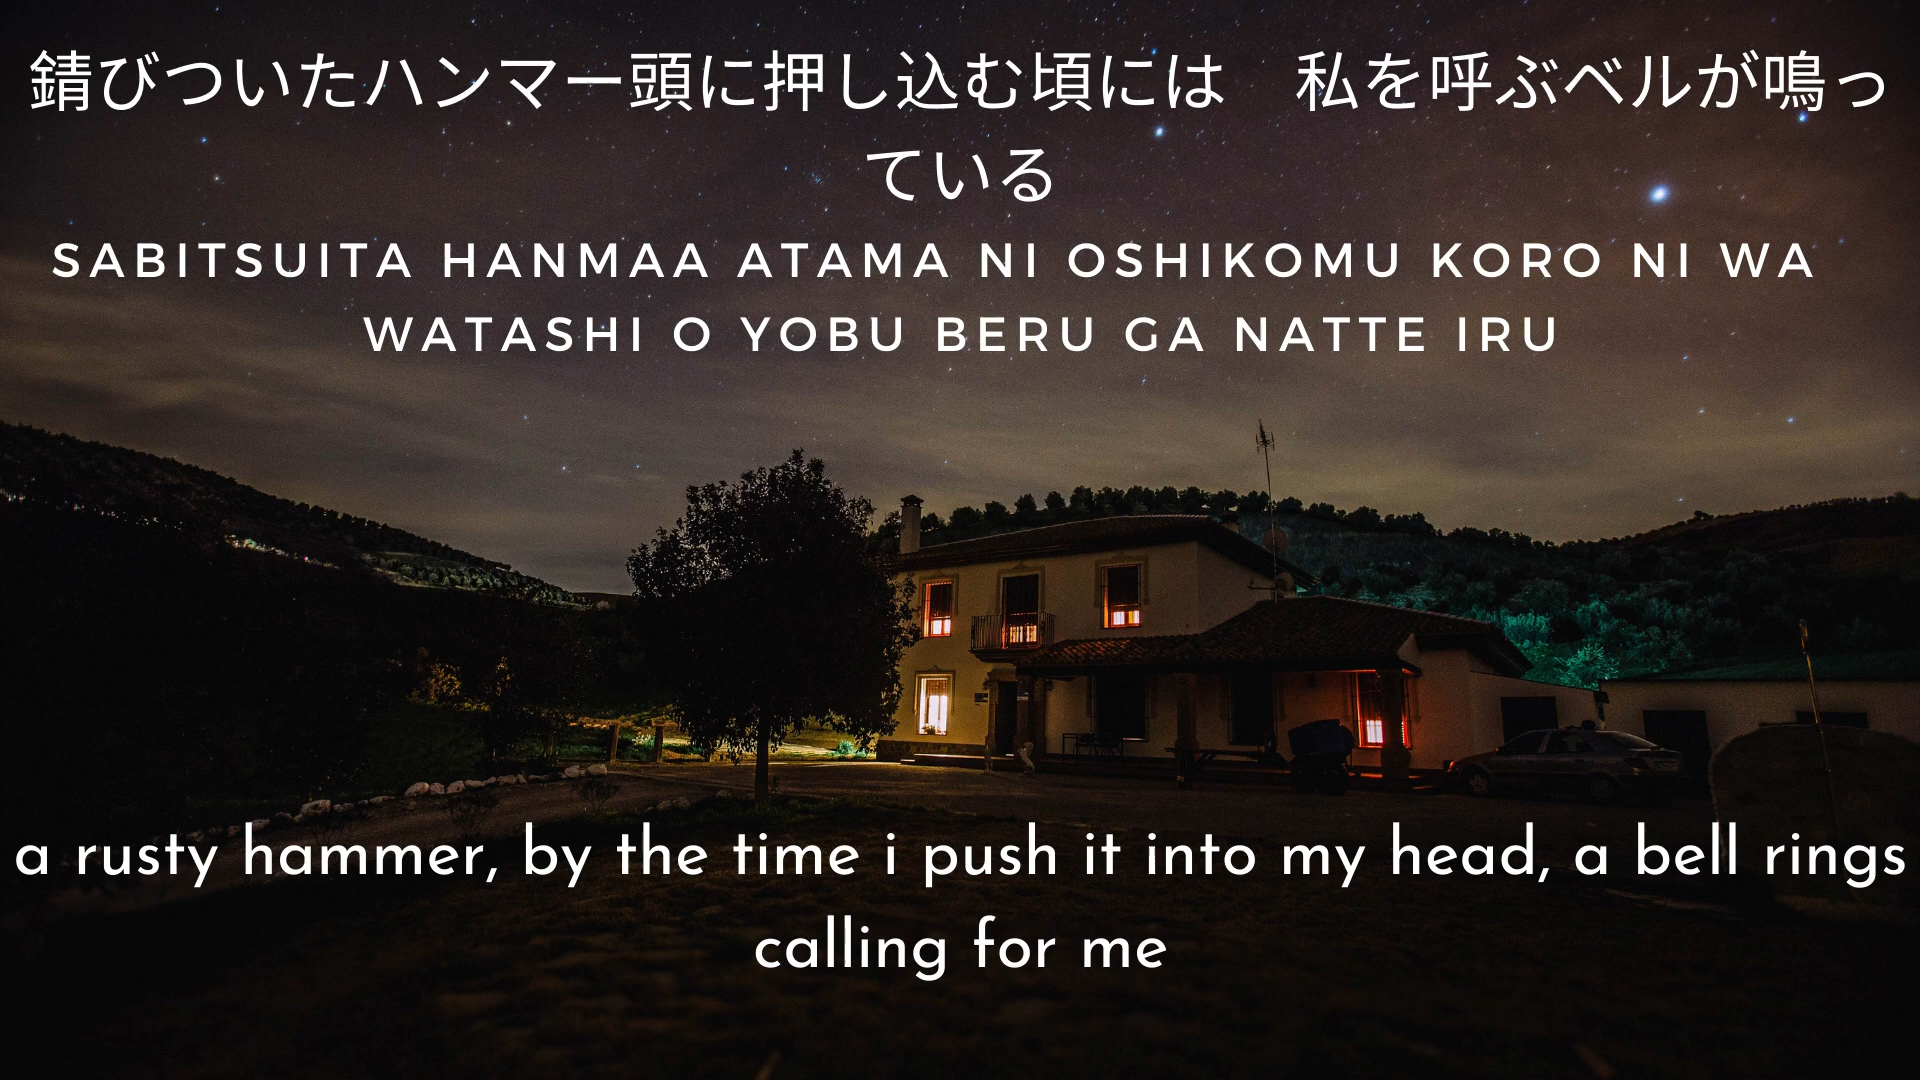 錆びついたハンマー頭に押し込む頃には　私を呼ぶベルが鳴っ
ている
SABITSUITA HANMAA ATAMA NI OSHIKOMU KORO NI WA
WATASHI O YOBU BERU GA NATTE IRU
a rusty hammer, by the time i push it into my head, a bell rings
calling for me